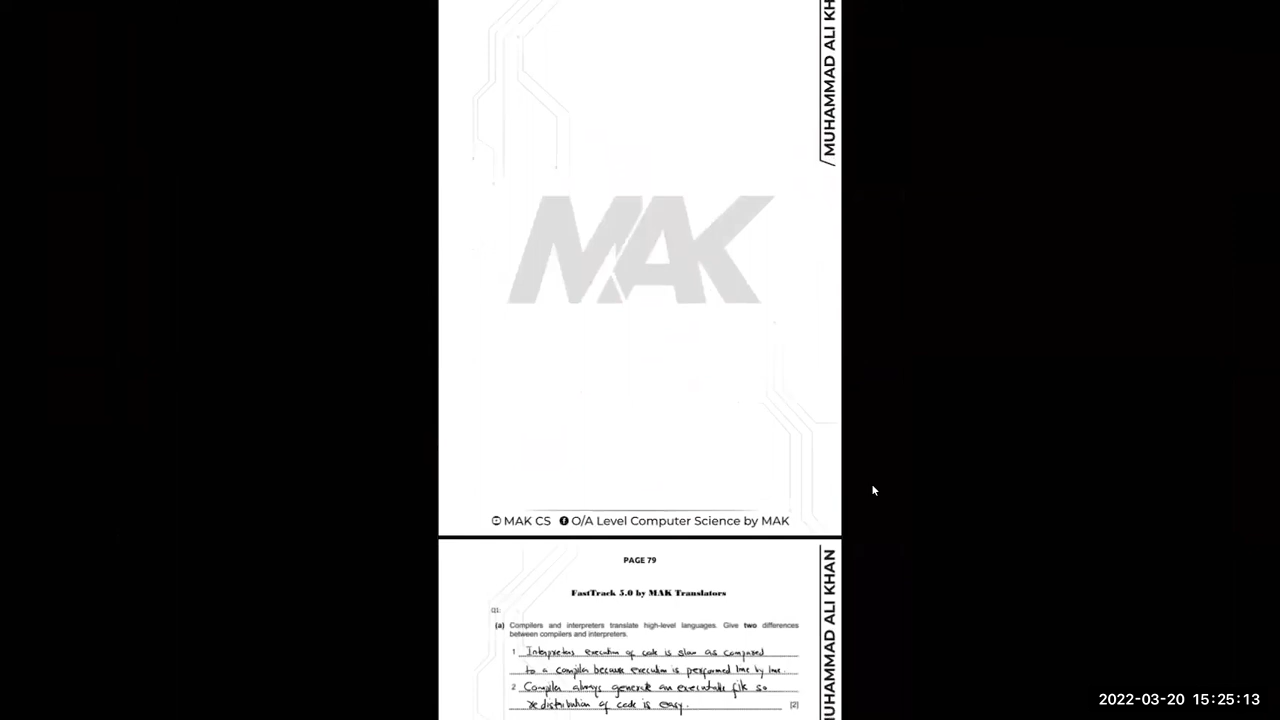 / MUHAMMAD ALI KH
MAK
MAK CS O/A Level Computer Science by MAK
PAGE 79
FastTrack 5.0 by MAK Translators
Q1:
(a) Compilers and interpreters translate high-level languages. Give two differences
between compilers and interpreters.
1 Interpreters execution of code is slow as compared
to a compiler because execution is performed line by line.
2 Compiler always generate an executable file so
redistribution of code is easy.
[2]
UHAMMAD ALI KHAN
2022-03-20 15:25:13